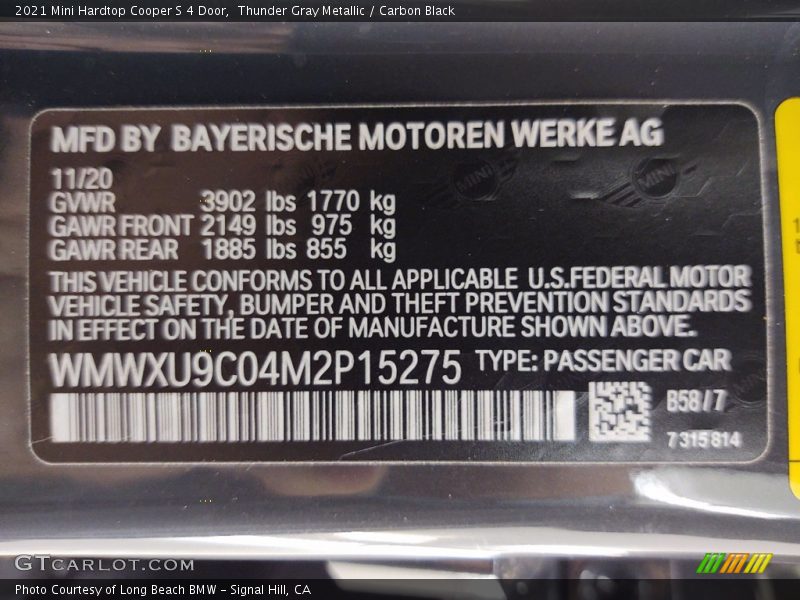 2021 Mini Hardtop Cooper S 4 Door,  Thunder Gray Metallic / Carbon Black
MFD BY BAYERISCHE MOTOREN WERKE AG
11/20
GVWR 3902 lbs 1770 kg
GAWR FRONT 2149 lbs 975 kg
GAWR REAR 1885 lbs 855 kg
THIS VEHICLE CONFORMS TO ALL APPLICABLE U.S.FEDERAL MOTOR
VEHICLE SAFETY, BUMPER AND THEFT PREVENTION STANDARDS
IN EFFECT ON THE DATE OF MANUFACTURE SHOWN ABOVE.
WMWXU9C04M2P15275 TYPE: PASSENGER CAR
B58/7
7315814
GTCARLOT.COM
Photo Courtesy of Long Beach BMW - Signal Hill, CA